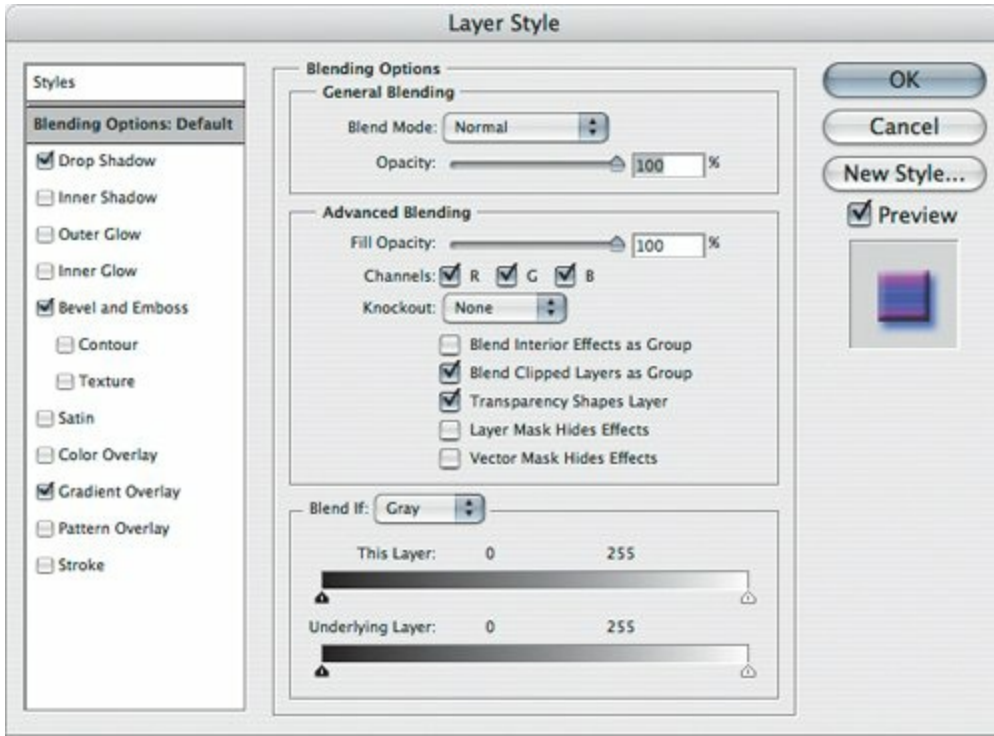 Layer Style
Styles
Blending Options: Default
Drop Shadow
Inner Shadow
Outer Glow
Inner Glow
Bevel and Emboss
Contour
Texture
Satin
Color Overlay
Gradient Overlay
Pattern Overlay
Stroke
Blending Options
General Blending
Blend Mode: Normal
Opacity: 100 %
Advanced Blending
Fill Opacity: 100 %
Channels: R G B
Knockout: None
Blend Interior Effects as Group
Blend Clipped Layers as Group
Transparency Shapes Layer
Layer Mask Hides Effects
Vector Mask Hides Effects
Blend If: Gray
This Layer: 0 255
Underlying Layer: 0 255
OK
Cancel
New Style...
Preview